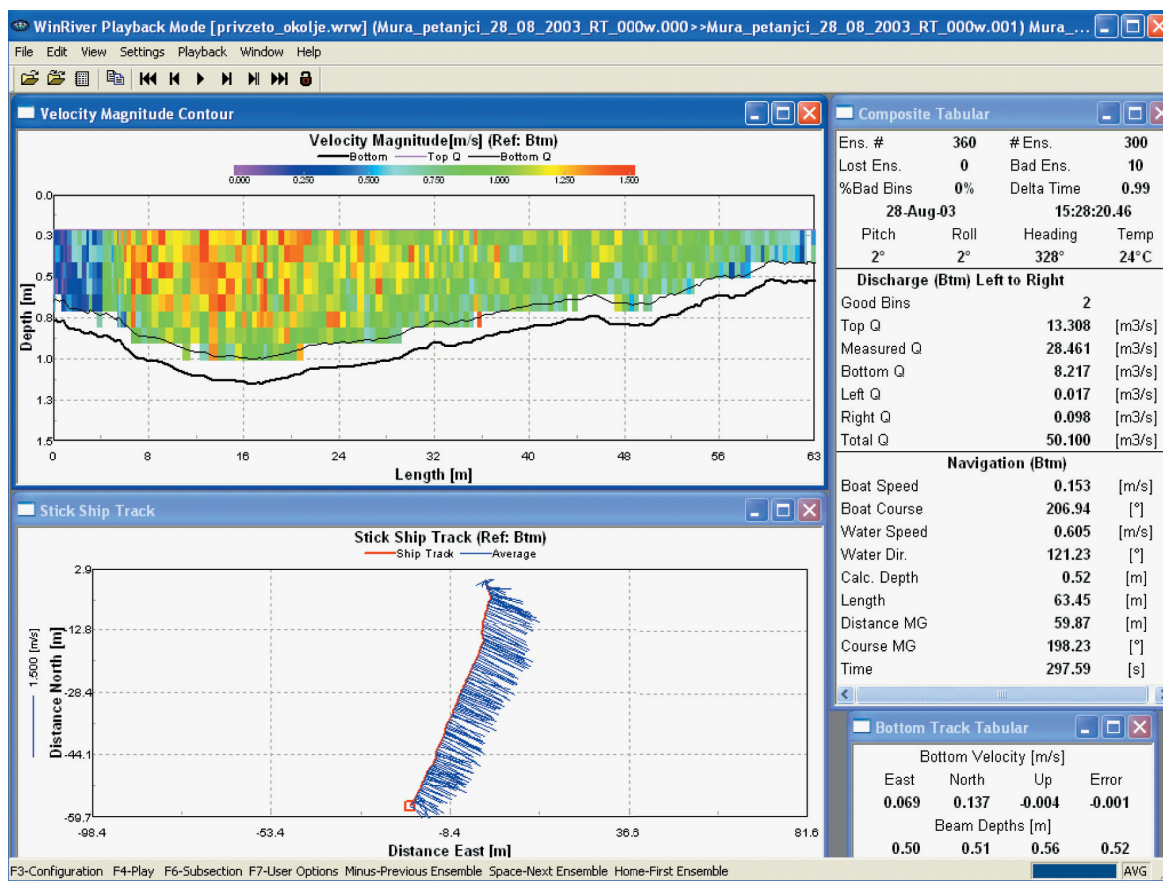 WinRiver Playback Mode [privzeto_okolje.wrw] (Mura_petanjci_28_08_2003_RT_000w.000>>Mura_petanjci_28_08_2003_RT_000w.001) Mura_...
File Edit View Settings Playback Window Help
Velocity Magnitude Contour
Velocity Magnitude[m/s] (Ref: Btm)
Bottom Top Q Bottom Q
0.000 0.250 0.500 0.750 1.000 1.250 1.500
0.0
0.3
0.5
0.8
1.0
1.3
1.5
Depth [m]
0 8 16 24 32 40 48 56 63
Length [m]
Stick Ship Track
Stick Ship Track (Ref: Btm)
Ship Track Average
2.9
-12.8
-28.4
-44.1
-59.7
1.500 [m/s]
Distance North [m]
-98.4 -53.4 -8.4 36.6 81.6
Distance East [m]
Composite Tabular
Ens. # 360 # Ens. 300
Lost Ens. 0 Bad Ens. 10
%Bad Bins 0% Delta Time 0.99
28-Aug-03 15:28:20.46
Pitch Roll Heading Temp
2° 2° 328° 24°C
Discharge (Btm) Left to Right
Good Bins 2
Top Q 13.308 [m3/s]
Measured Q 28.461 [m3/s]
Bottom Q 8.217 [m3/s]
Left Q 0.017 [m3/s]
Right Q 0.098 [m3/s]
Total Q 50.100 [m3/s]
Navigation (Btm)
Boat Speed 0.153 [m/s]
Boat Course 206.94 [°]
Water Speed 0.605 [m/s]
Water Dir. 121.23 [°]
Calc. Depth 0.52 [m]
Length 63.45 [m]
Distance MG 59.87 [m]
Course MG 198.23 [°]
Time 297.59 [s]
Bottom Track Tabular
Bottom Velocity [m/s]
East North Up Error
0.069 0.137 -0.004 -0.001
Beam Depths [m]
0.50 0.51 0.56 0.52
F3-Configuration F4-Play F6-Subsection F7-User Options Minus-Previous Ensemble Space-Next Ensemble Home-First Ensemble
AVG